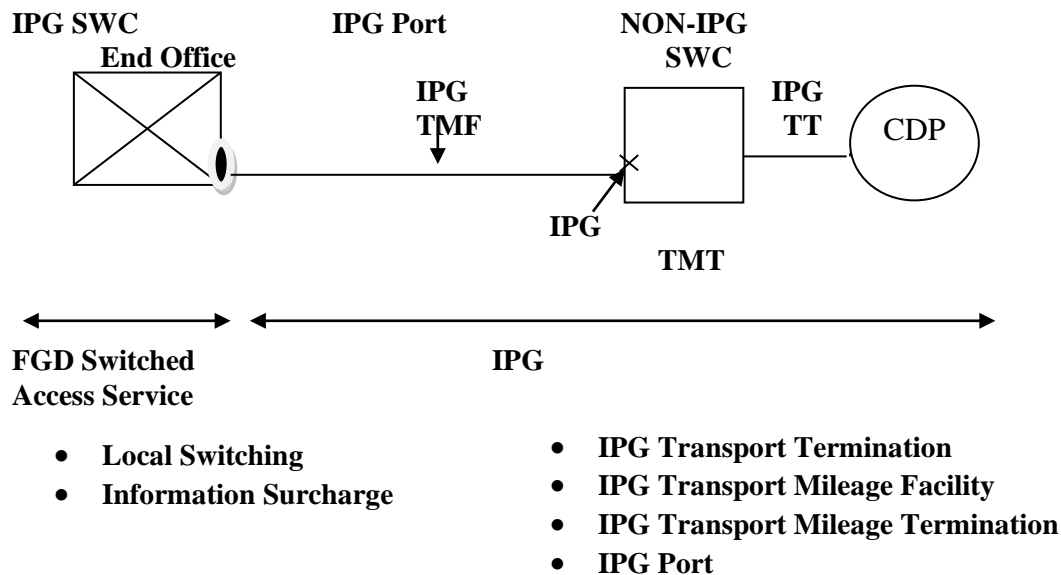 IPG SWC
End Office
IPG Port
NON-IPG
SWC
IPG
TMF
IPG
TT
CDP
IPG
TMT
FGD Switched
Access Service
IPG
• Local Switching
• Information Surcharge
• IPG Transport Termination
• IPG Transport Mileage Facility
• IPG Transport Mileage Termination
• IPG Port